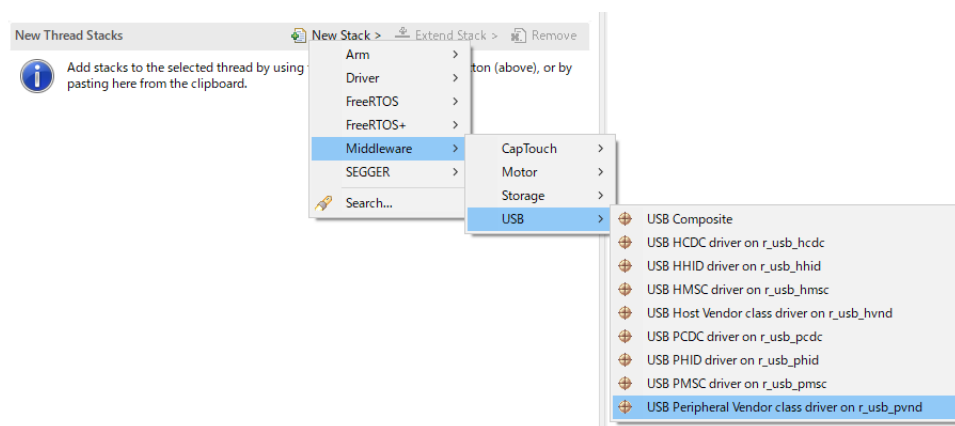 New Thread Stacks
New Stack >
Extend Stack >
Remove
Add stacks to the selected thread by using
ton (above), or by
pasting here from the clipboard.
Arm
Driver
FreeRTOS
FreeRTOS+
Middleware
SEGGER
Search...
CapTouch
Motor
Storage
USB
USB Composite
USB HCDC driver on r_usb_hcdc
USB HHID driver on r_usb_hhid
USB HMSC driver on r_usb_hmsc
USB Host Vendor class driver on r_usb_hvnd
USB PCDC driver on r_usb_pcdc
USB PHID driver on r_usb_phid
USB PMSC driver on r_usb_pmsc
USB Peripheral Vendor class driver on r_usb_pvnd